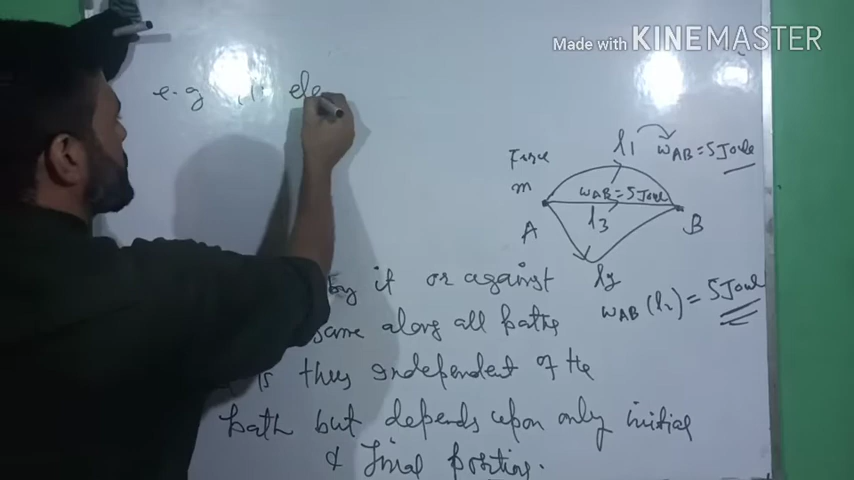 Made with KINEMASTER
e.g (i. ele
l1 WAB = 5 Joule
Force
m
WAB = 5 Joule
l3
A
B
l2
WAB (l2) = 5 Joule
by it or against
same along all paths
is thus independent of the
path but depends upon only initial
& final position.